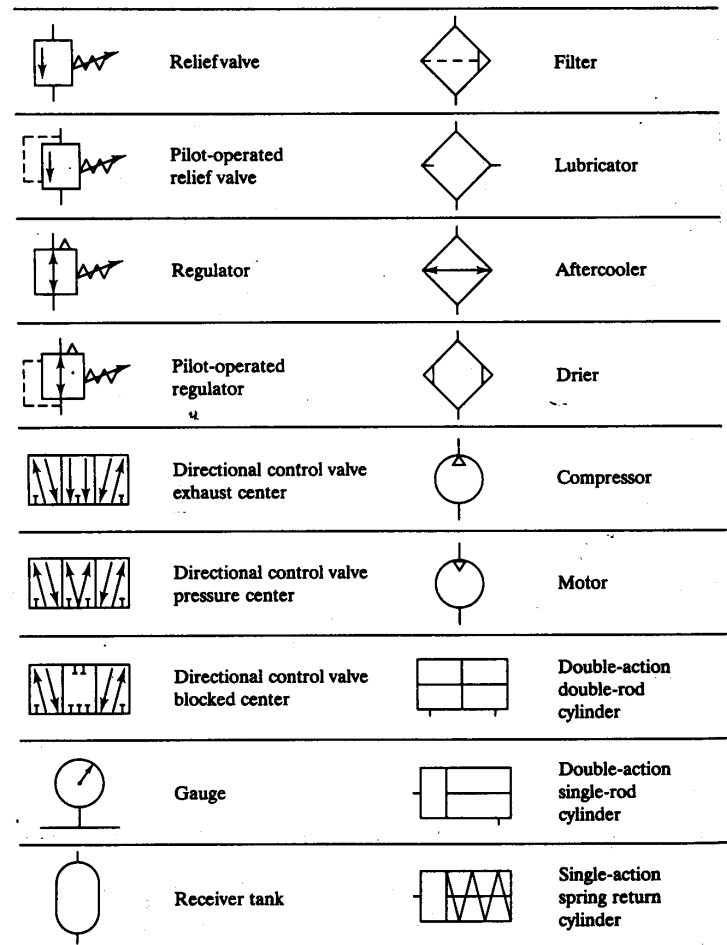 Relief valve
Filter
Pilot-operated
relief valve
Lubricator
Regulator
Aftercooler
Pilot-operated
regulator
Drier
Directional control valve
exhaust center
Compressor
Directional control valve
pressure center
Motor
Directional control valve
blocked center
Double-action
double-rod
cylinder
Gauge
Double-action
single-rod
cylinder
Receiver tank
Single-action
spring return
cylinder